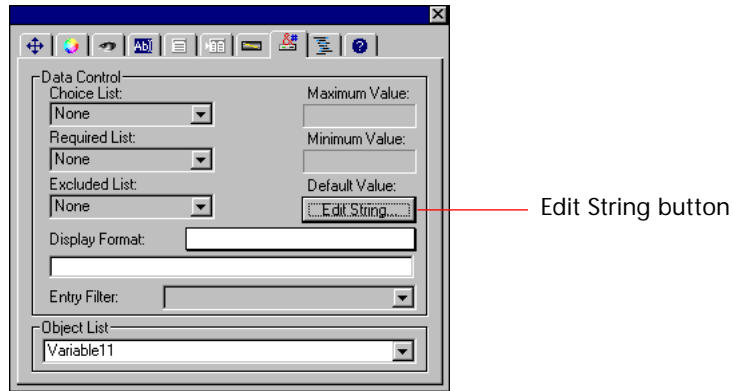 Data Control
Choice List:
Maximum Value:
None
Required List:
Minimum Value:
None
Excluded List:
Default Value:
None
Edit String...
Edit String button
Display Format:
Entry Filter:
Object List
Variable11